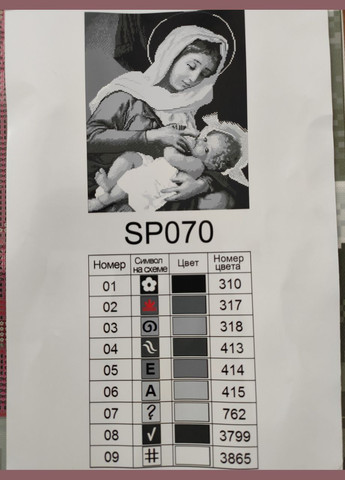 SP070
Номер Символ на схеме Цвет Номер цвета
01 310
02 ж 317
03 318
04 413
05 E 414
06 A 415
07 ? 762
08 ✓ 3799
09 # 3865